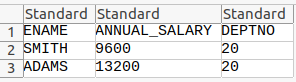 Standard Standard Standard
1 ENAME ANNUAL_SALARY DEPTNO
2 SMITH 9600 20
3 ADAMS 13200 20